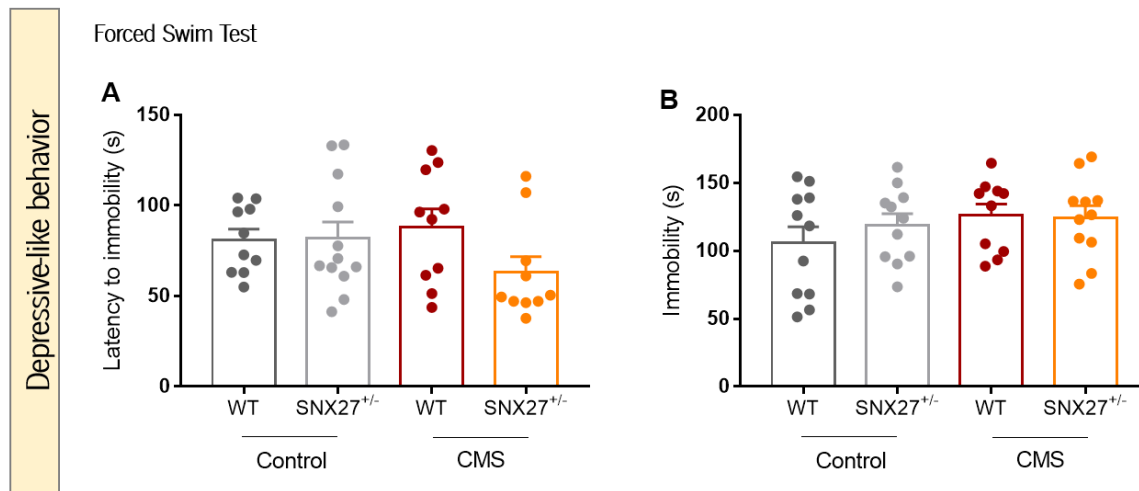 Depressive-like behavior
Forced Swim Test
A
Latency to immobility (s)
150
100
50
0
WT SNX27+/- WT SNX27+/-
Control CMS
B
Immobility (s)
200
150
100
50
0
WT SNX27+/- WT SNX27+/-
Control CMS